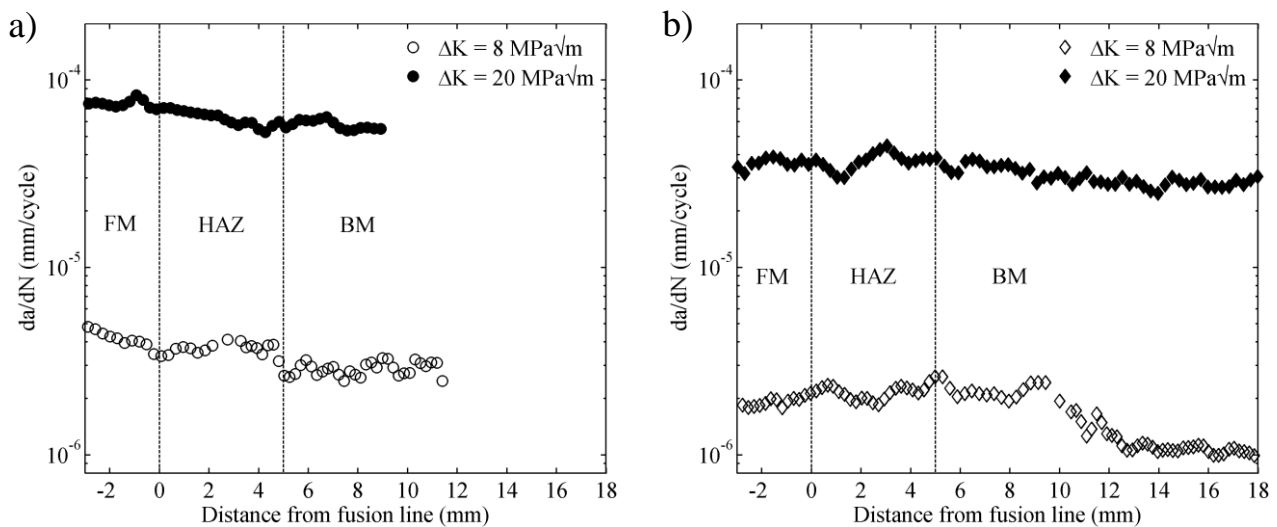 a)
○ ΔK = 8 MPa√m
● ΔK = 20 MPa√m
10⁻⁴
10⁻⁵
10⁻⁶
da/dN (mm/cycle)
FM HAZ BM
-2 0 2 4 6 8 10 12 14 16 18
Distance from fusion line (mm)
b)
◇ ΔK = 8 MPa√m
◆ ΔK = 20 MPa√m
10⁻⁴
10⁻⁵
10⁻⁶
da/dN (mm/cycle)
FM HAZ BM
-2 0 2 4 6 8 10 12 14 16 18
Distance from fusion line (mm)